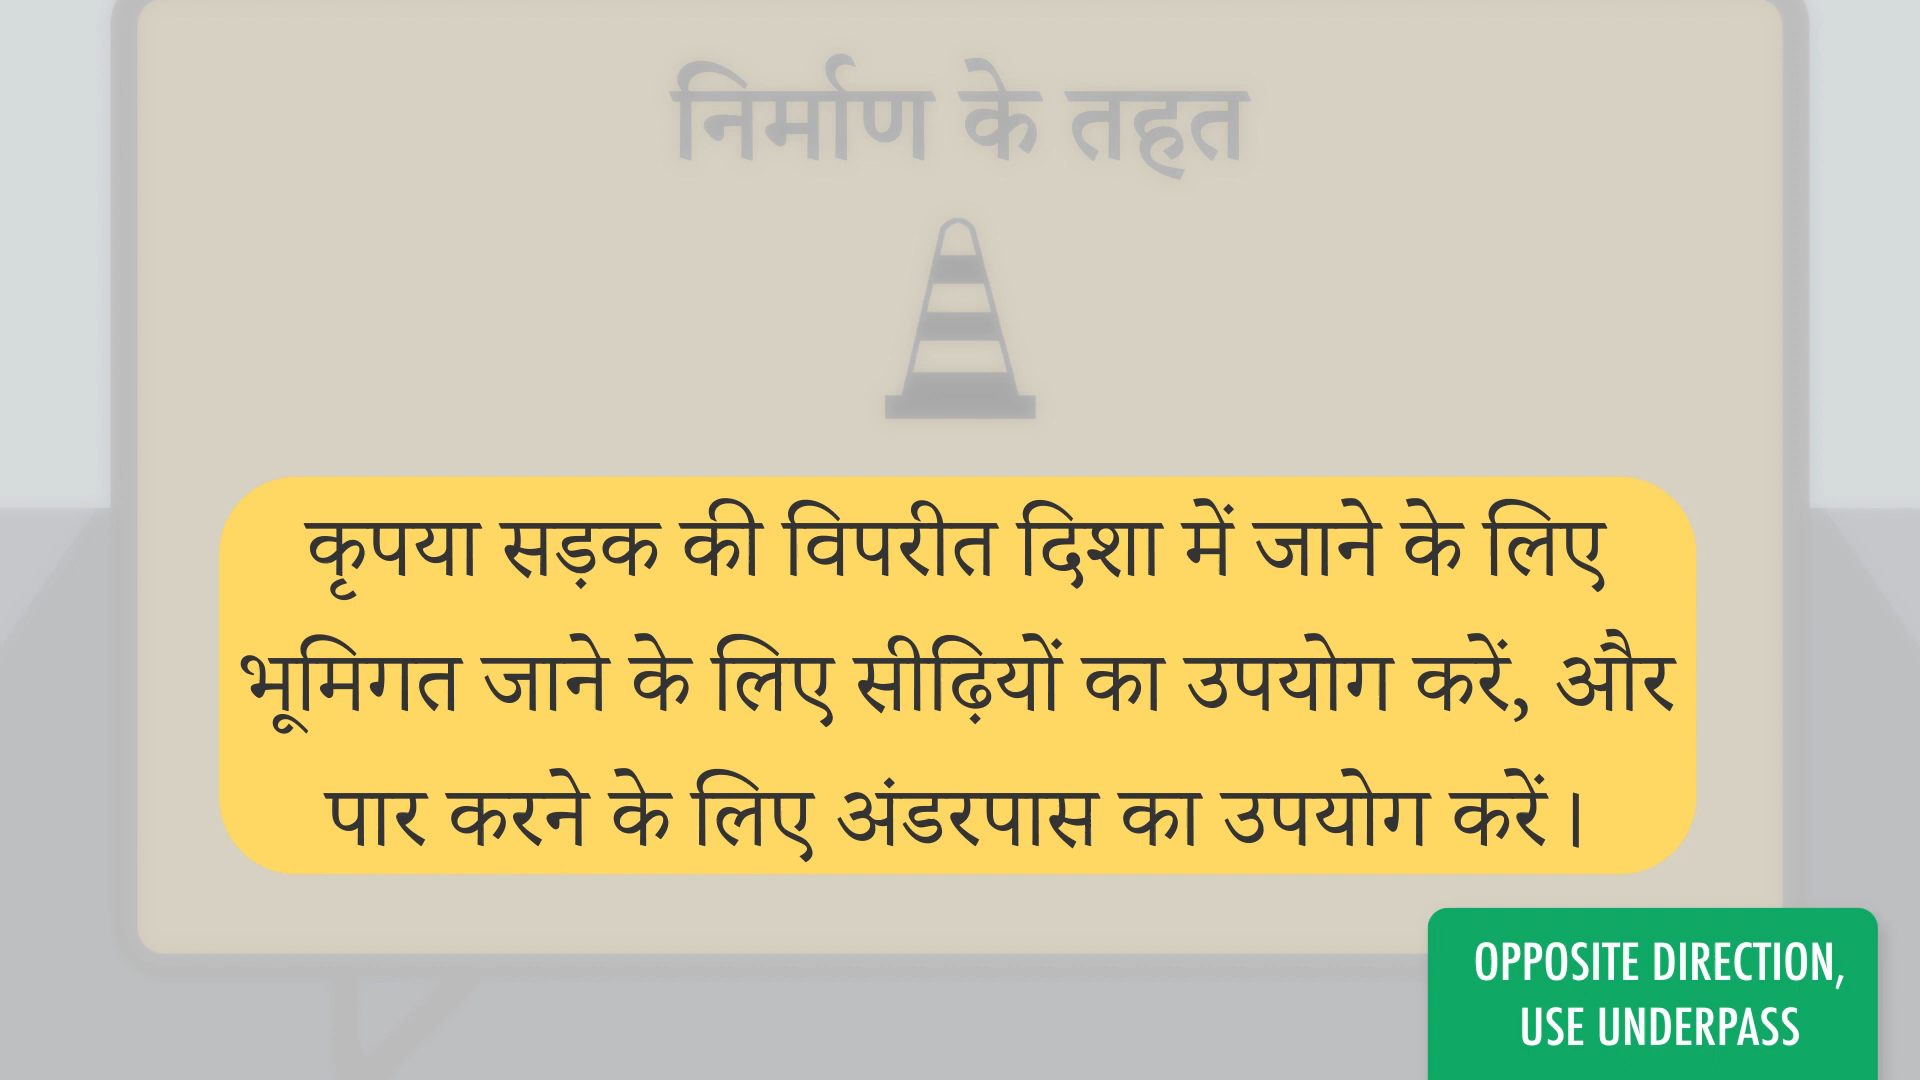 निर्माण के तहत
कृपया सड़क की विपरीत दिशा में जाने के लिए
भूमिगत जाने के लिए सीढ़ियों का उपयोग करें, और
पार करने के लिए अंडरपास का उपयोग करें।
OPPOSITE DIRECTION,
USE UNDERPASS